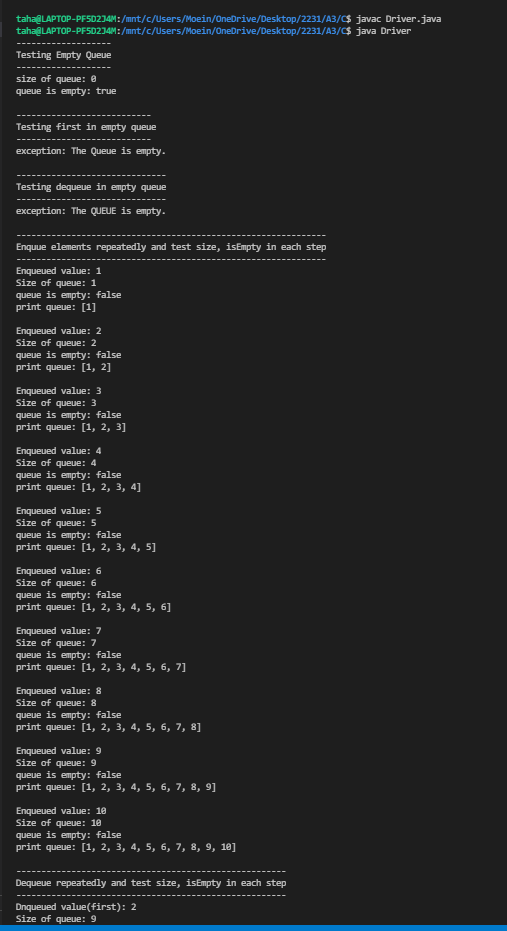 taha@LAPTOP-PF5D2J4M:/mnt/c/Users/Moein/OneDrive/Desktop/2231/A3/C$ javac Driver.java
taha@LAPTOP-PF5D2J4M:/mnt/c/Users/Moein/OneDrive/Desktop/2231/A3/C$ java Driver
-------------------
Testing Empty Queue
-------------------
size of queue: 0
queue is empty: true

---------------------------
Testing first in empty queue
---------------------------
exception: The Queue is empty.

------------------------------
Testing dequeue in empty queue
------------------------------
exception: The QUEUE is empty.

--------------------------------------------------------------
Enquue elements repeatedly and test size, isEmpty in each step
--------------------------------------------------------------
Enqueued value: 1
Size of queue: 1
queue is empty: false
print queue: [1]

Enqueued value: 2
Size of queue: 2
queue is empty: false
print queue: [1, 2]

Enqueued value: 3
Size of queue: 3
queue is empty: false
print queue: [1, 2, 3]

Enqueued value: 4
Size of queue: 4
queue is empty: false
print queue: [1, 2, 3, 4]

Enqueued value: 5
Size of queue: 5
queue is empty: false
print queue: [1, 2, 3, 4, 5]

Enqueued value: 6
Size of queue: 6
queue is empty: false
print queue: [1, 2, 3, 4, 5, 6]

Enqueued value: 7
Size of queue: 7
queue is empty: false
print queue: [1, 2, 3, 4, 5, 6, 7]

Enqueued value: 8
Size of queue: 8
queue is empty: false
print queue: [1, 2, 3, 4, 5, 6, 7, 8]

Enqueued value: 9
Size of queue: 9
queue is empty: false
print queue: [1, 2, 3, 4, 5, 6, 7, 8, 9]

Enqueued value: 10
Size of queue: 10
queue is empty: false
print queue: [1, 2, 3, 4, 5, 6, 7, 8, 9, 10]

------------------------------------------------------
Dequeue repeatedly and test size, isEmpty in each step
------------------------------------------------------
Dnqueued value(first): 2
Size of queue: 9